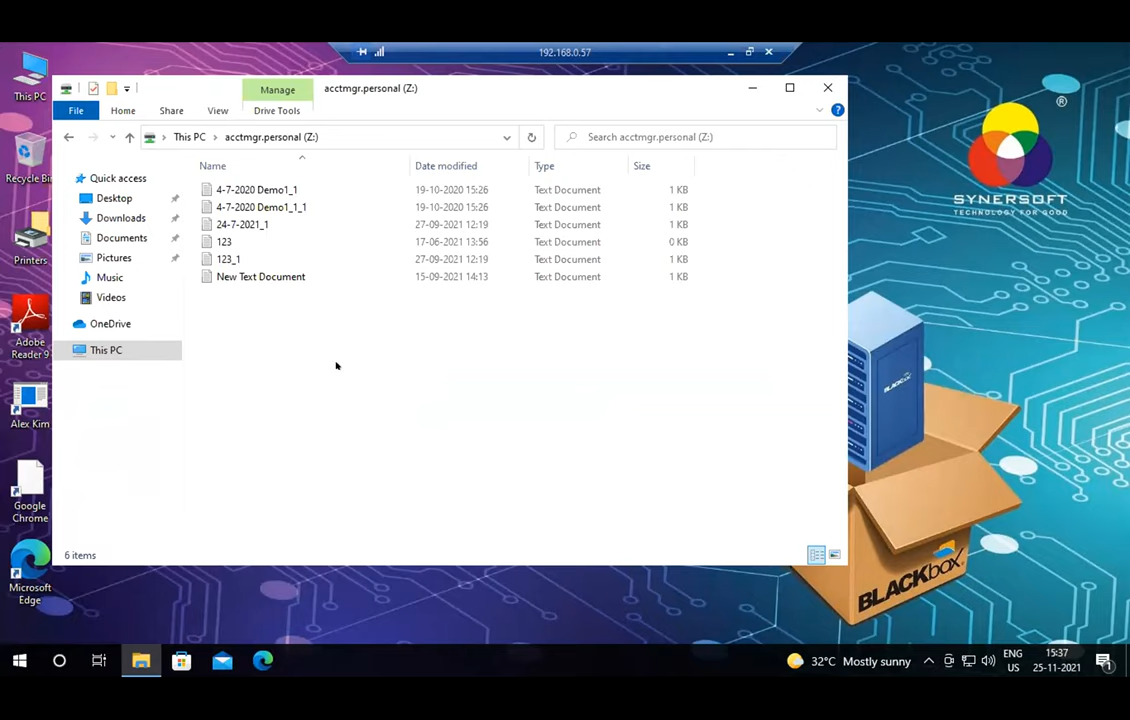 192.168.0.57
Manage
acctmgr.personal (Z:)
File
Home
Share
View
Drive Tools
This PC
acctmgr.personal (Z:)
Search acctmgr.personal (Z:)
Name
Date modified
Type
Size
Quick access
Desktop
Downloads
Documents
Pictures
Music
Videos
OneDrive
This PC
4-7-2020 Demo1_1 19-10-2020 15:26 Text Document 1 KB
4-7-2020 Demo1_1_1 19-10-2020 15:26 Text Document 1 KB
24-7-2021_1 27-09-2021 12:19 Text Document 1 KB
123 17-06-2021 13:56 Text Document 0 KB
123_1 27-09-2021 12:19 Text Document 1 KB
New Text Document 15-09-2021 14:13 Text Document 1 KB
6 items
This PC
Recycle Bin
Printers
Adobe
Reader 9
Alex Kim
Google
Chrome
Microsoft
Edge
®
SYNERSOFT
TECHNOLOGY FOR GOOD
BLACKbox
BLACKbox
32°C Mostly sunny
ENG
US
15:37
25-11-2021
1